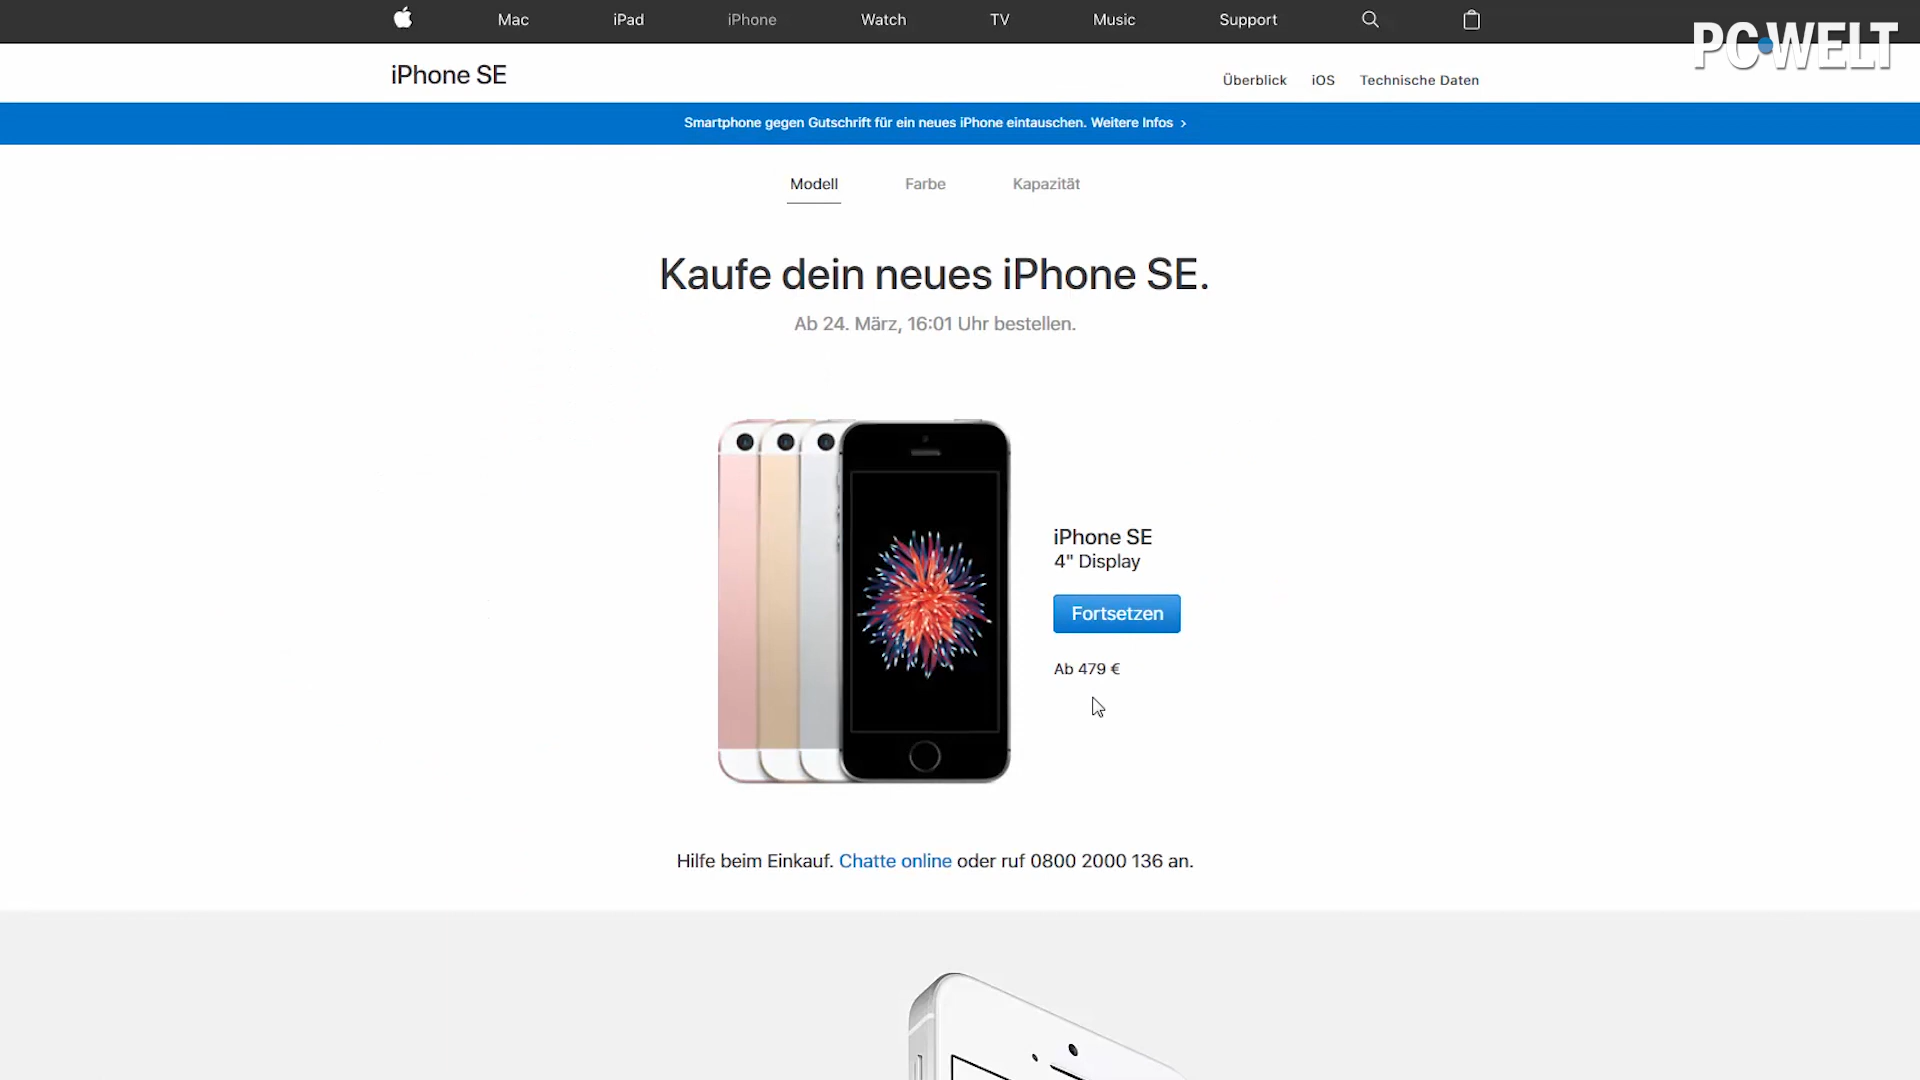 Mac iPad iPhone Watch TV Music Support
PC WELT
iPhone SE
Überblick iOS Technische Daten
Smartphone gegen Gutschrift für ein neues iPhone eintauschen. Weitere Infos >
Modell Farbe Kapazität
Kaufe dein neues iPhone SE.
Ab 24. März, 16:01 Uhr bestellen.
iPhone SE
4" Display
Fortsetzen
Ab 479 €
Hilfe beim Einkauf. Chatte online oder ruf 0800 2000 136 an.